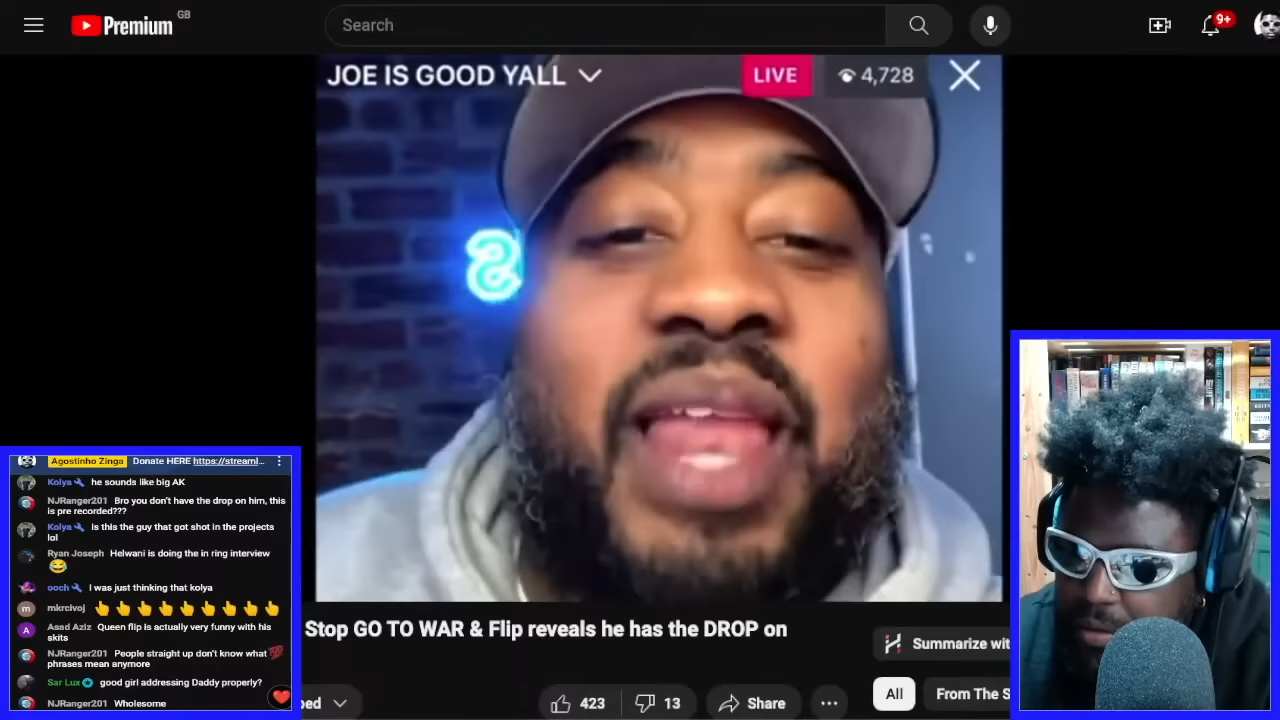 Premium GB
Search
9+
JOE IS GOOD YALL
LIVE
4,728
S
Stop GO TO WAR & Flip reveals he has the DROP on
Summarize wit
ped
423
13
Share
All
From The S
Agostinho Zinga Donate HERE https://streaml...
Kolya he sounds like big AK
NJRanger201 Bro you don't have the drop on him, this
is pre recorded???
Kolya Is this the guy that got shot in the projects
lol
Ryan Joseph Helwani is doing the in ring interview
😂
ooch I was just thinking that kolya
m
mkrcivoj 👆👆👆👆👆👆👆👆👆
A
Asad Aziz Queen flip is actually very funny with his
skits
NJRanger201 People straight up don't know what 💯
phrases mean anymore
Sar Lux good girl addressing Daddy properly?
NJRanger201 Wholesome